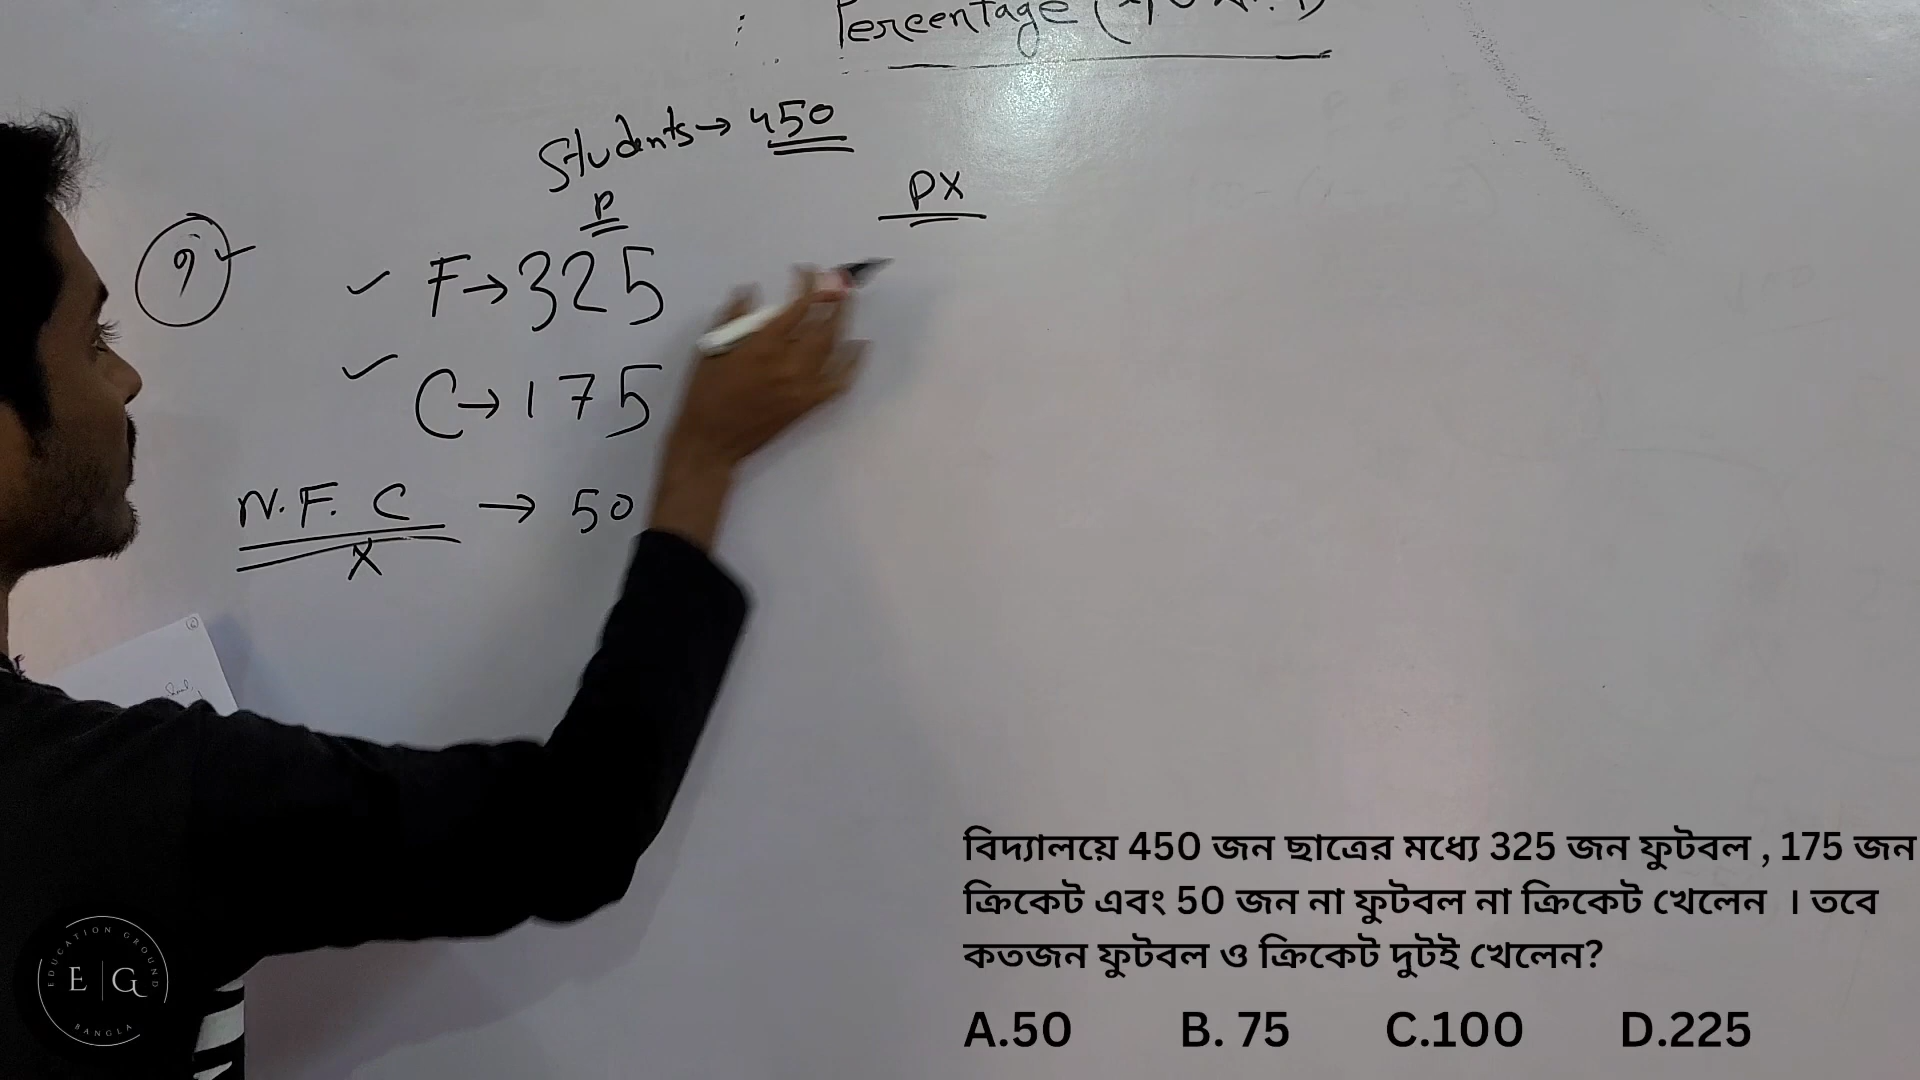 Percentage (
Students → 450
P
PX
৭
F → 325
C → 175
N. F. C → 50
X
বিদ্যালয়ে 450 জন ছাত্রের মধ্যে 325 জন ফুটবল , 175 জন
ক্রিকেট এবং 50 জন না ফুটবল না ক্রিকেট খেলেন । তবে
কতজন ফুটবল ও ক্রিকেট দুটই খেলেন?
A.50 B. 75 C.100 D.225
EDUCATION GROUND
E G
BANGLA